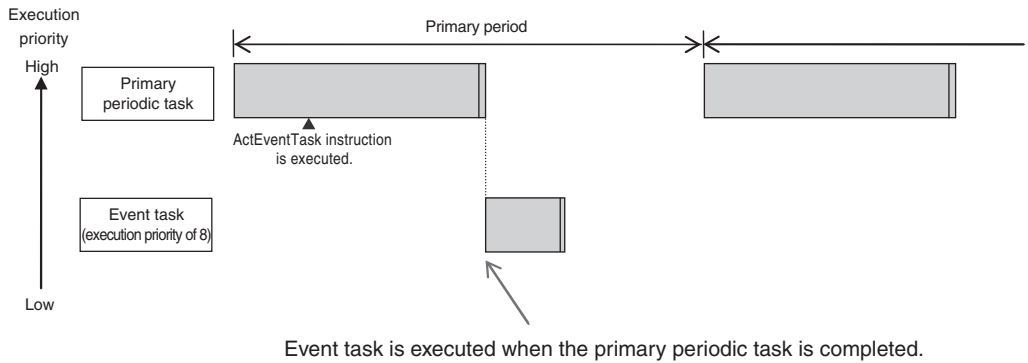 Execution
priority
High
Primary period
Primary
periodic task
ActEventTask instruction
is executed.
Event task
(execution priority of 8)
Low
Event task is executed when the primary periodic task is completed.